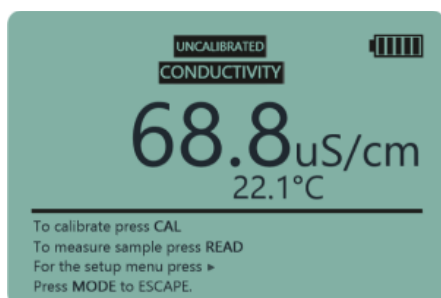 UNCALIBRATED
CONDUCTIVITY
68.8uS/cm
22.1°C
To calibrate press CAL
To measure sample press READ
For the setup menu press ►
Press MODE to ESCAPE.